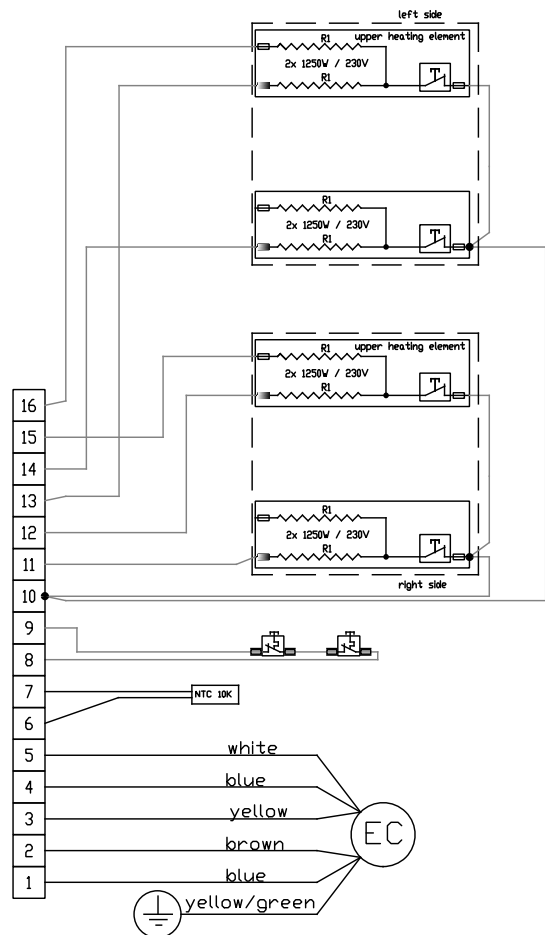 left side
upper heating element
R1
2x 1250W / 230V
R1
R1
2x 1250W / 230V
R1
upper heating element
R1
2x 1250W / 230V
R1
R1
2x 1250W / 230V
R1
right side
16
15
14
13
12
11
10
9
8
7
NTC 10K
6
5
white
4
blue
3
yellow
EC
2
brown
1
blue
yellow/green